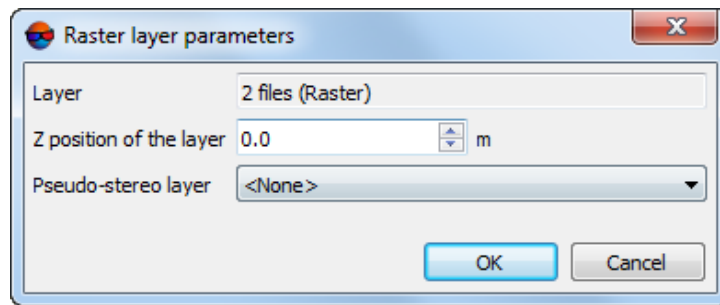 Raster layer parameters
Layer 2 files (Raster)
Z position of the layer 0.0 m
Pseudo-stereo layer <None>
OK Cancel